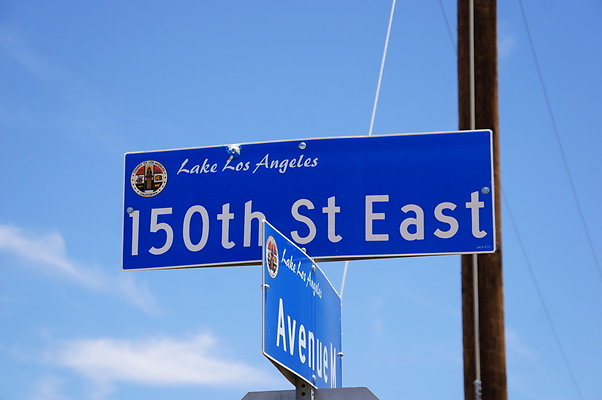 Lake Los Angeles
150th St East
Lake Los Angeles
Avenue M